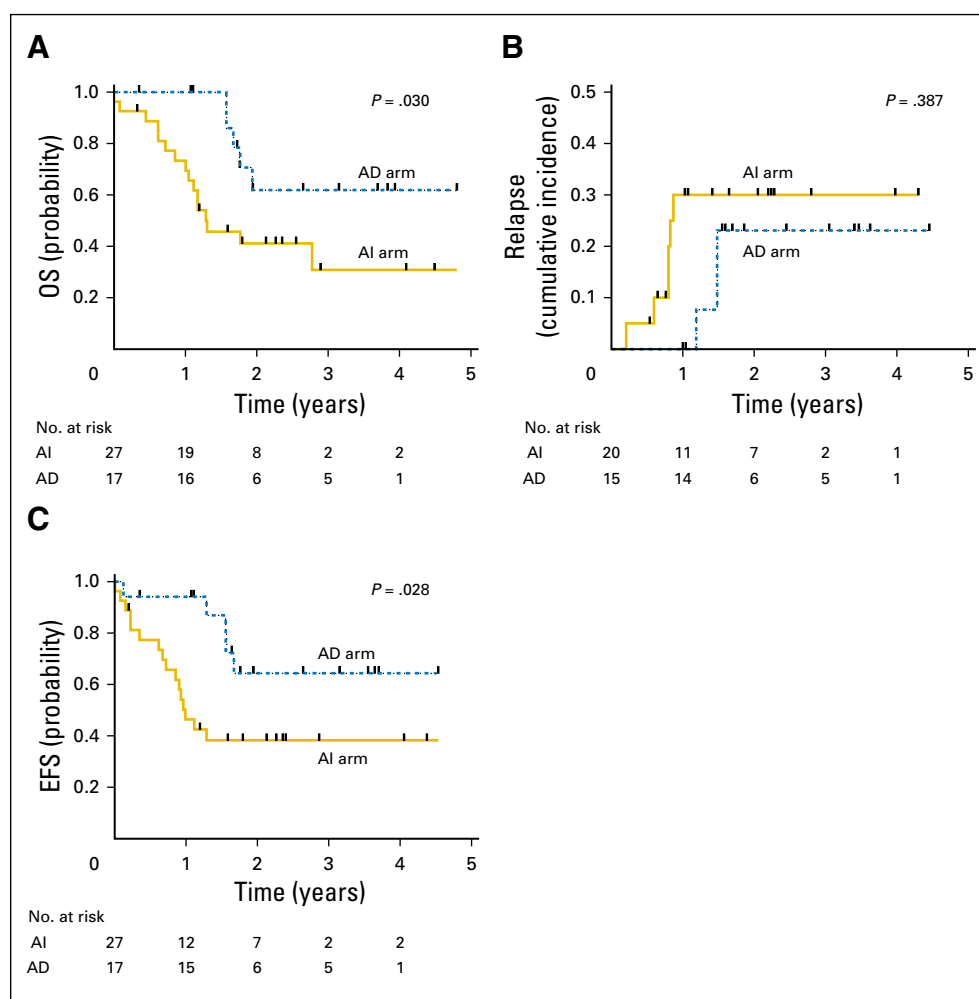 A
OS (probability)
1.0
0.8
0.6
0.4
0.2
P = .030
AD arm
AI arm
0 1 2 3 4 5
Time (years)
No. at risk
AI 27 19 8 2 2
AD 17 16 6 5 1
B
Relapse
(cumulative incidence)
0.5
0.4
0.3
0.2
0.1
P = .387
AI arm
AD arm
0 1 2 3 4 5
Time (years)
No. at risk
AI 20 11 7 2 1
AD 15 14 6 5 1
C
EFS (probability)
1.0
0.8
0.6
0.4
0.2
P = .028
AD arm
AI arm
0 1 2 3 4 5
Time (years)
No. at risk
AI 27 12 7 2 2
AD 17 15 6 5 1